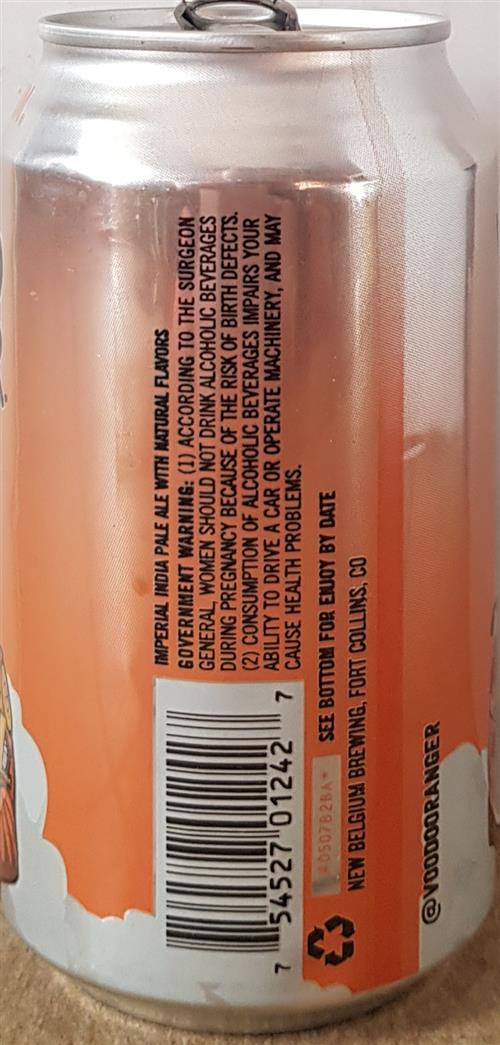 IMPERIAL INDIA PALE ALE WITH NATURAL FLAVORS
GOVERNMENT WARNING: (1) ACCORDING TO THE SURGEON
GENERAL, WOMEN SHOULD NOT DRINK ALCOHOLIC BEVERAGES
DURING PREGNANCY BECAUSE OF THE RISK OF BIRTH DEFECTS.
(2) CONSUMPTION OF ALCOHOLIC BEVERAGES IMPAIRS YOUR
ABILITY TO DRIVE A CAR OR OPERATE MACHINERY, AND MAY
CAUSE HEALTH PROBLEMS.
7 54527 01242 7
SEE BOTTOM FOR ENJOY BY DATE
NEW BELGIUM BREWING, FORT COLLINS, CO
@VOODOORANGER